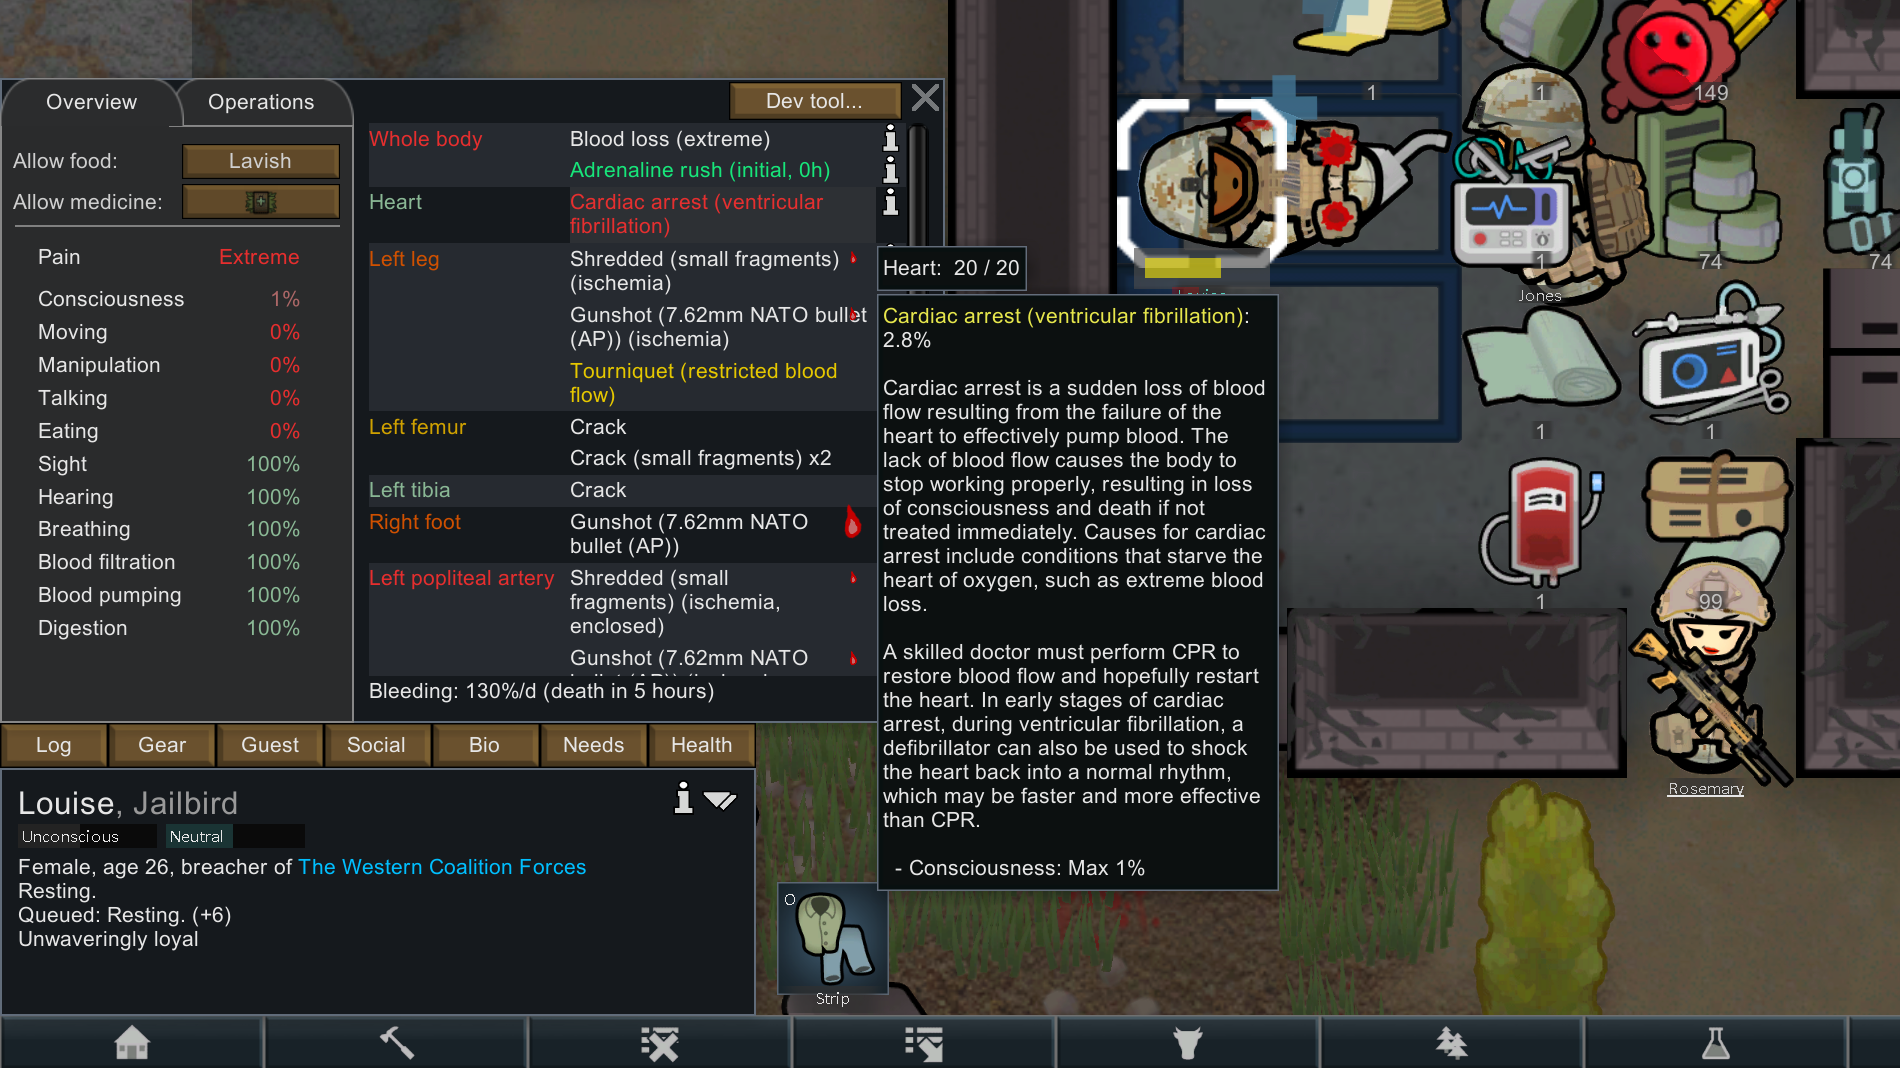 Overview
Operations
Dev tool...
Allow food:
Lavish
Allow medicine:
Pain
Extreme
Consciousness
1%
Moving
0%
Manipulation
0%
Talking
0%
Eating
0%
Sight
100%
Hearing
100%
Breathing
100%
Blood filtration
100%
Blood pumping
100%
Digestion
100%
Whole body
Blood loss (extreme)
Adrenaline rush (initial, 0h)
Heart
Cardiac arrest (ventricular
fibrillation)
Left leg
Shredded (small fragments)
(ischemia)
Gunshot (7.62mm NATO bullet
(AP)) (ischemia)
Tourniquet (restricted blood
flow)
Left femur
Crack
Crack (small fragments) x2
Left tibia
Crack
Right foot
Gunshot (7.62mm NATO
bullet (AP))
Left popliteal artery
Shredded (small
fragments) (ischemia,
enclosed)
Gunshot (7.62mm NATO
Bleeding: 130%/d (death in 5 hours)
Heart: 20 / 20
Cardiac arrest (ventricular fibrillation):
2.8%
Cardiac arrest is a sudden loss of blood
flow resulting from the failure of the
heart to effectively pump blood. The
lack of blood flow causes the body to
stop working properly, resulting in loss
of consciousness and death if not
treated immediately. Causes for cardiac
arrest include conditions that starve the
heart of oxygen, such as extreme blood
loss.
A skilled doctor must perform CPR to
restore blood flow and hopefully restart
the heart. In early stages of cardiac
arrest, during ventricular fibrillation, a
defibrillator can also be used to shock
the heart back into a normal rhythm,
which may be faster and more effective
than CPR.
- Consciousness: Max 1%
Log
Gear
Guest
Social
Bio
Needs
Health
Louise, Jailbird
Unconscious
Neutral
Female, age 26, breacher of The Western Coalition Forces
Resting.
Queued: Resting. (+6)
Unwaveringly loyal
Strip
1
1
149
1
74
74
Jones
1
1
1
99
Rosemary